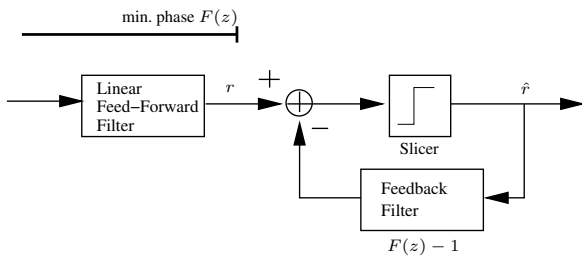 min. phase F(z)
Linear
Feed–Forward
Filter
r
+
+
−
Slicer
r̂
Feedback
Filter
F(z) − 1